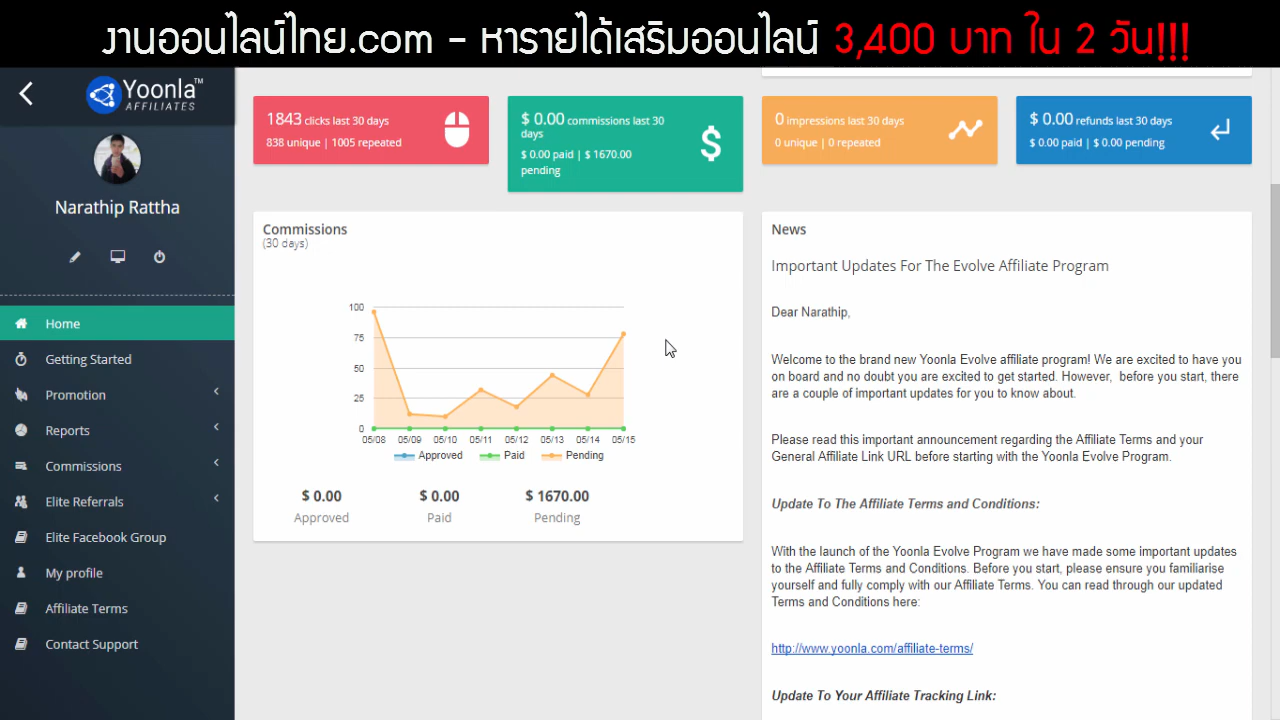 งานออนไลน์ไทย.com - หารายได้เสริมออนไลน์ 3,400 บาท ใน 2 วัน!!!
Yoonla™
AFFILIATES
Narathip Rattha
Home
Getting Started
Promotion
Reports
Commissions
Elite Referrals
Elite Facebook Group
My profile
Affiliate Terms
Contact Support
1843 clicks last 30 days
838 unique | 1005 repeated
$ 0.00 commissions last 30
days
$ 0.00 paid | $ 1670.00
pending
0 impressions last 30 days
0 unique | 0 repeated
$ 0.00 refunds last 30 days
$ 0.00 paid | $ 0.00 pending
Commissions
(30 days)
100
75
50
25
0
05/08 05/09 05/10 05/11 05/12 05/13 05/14 05/15
Approved Paid Pending
$ 0.00 $ 0.00 $ 1670.00
Approved Paid Pending
News
Important Updates For The Evolve Affiliate Program
Dear Narathip,
Welcome to the brand new Yoonla Evolve affiliate program! We are excited to have you
on board and no doubt you are excited to get started. However, before you start, there
are a couple of important updates for you to know about.
Please read this important announcement regarding the Affiliate Terms and your
General Affiliate Link URL before starting with the Yoonla Evolve Program.
Update To The Affiliate Terms and Conditions:
With the launch of the Yoonla Evolve Program we have made some important updates
to the Affiliate Terms and Conditions. Before you start, please ensure you familiarise
yourself and fully comply with our Affiliate Terms. You can read through our updated
Terms and Conditions here:
http://www.yoonla.com/affiliate-terms/
Update To Your Affiliate Tracking Link: